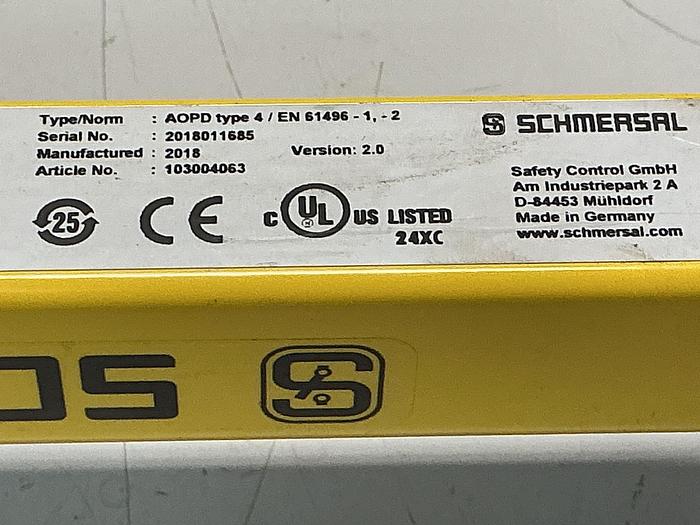 Type/Norm : AOPD type 4 / EN 61496 - 1, - 2
Serial No. : 2018011685
Manufactured : 2018 Version: 2.0
Article No. : 103004063
25 CE C UL US LISTED
24XC
SCHMERSAL
Safety Control GmbH
Am Industriepark 2 A
D-84453 Mühldorf
Made in Germany
www.schmersal.com